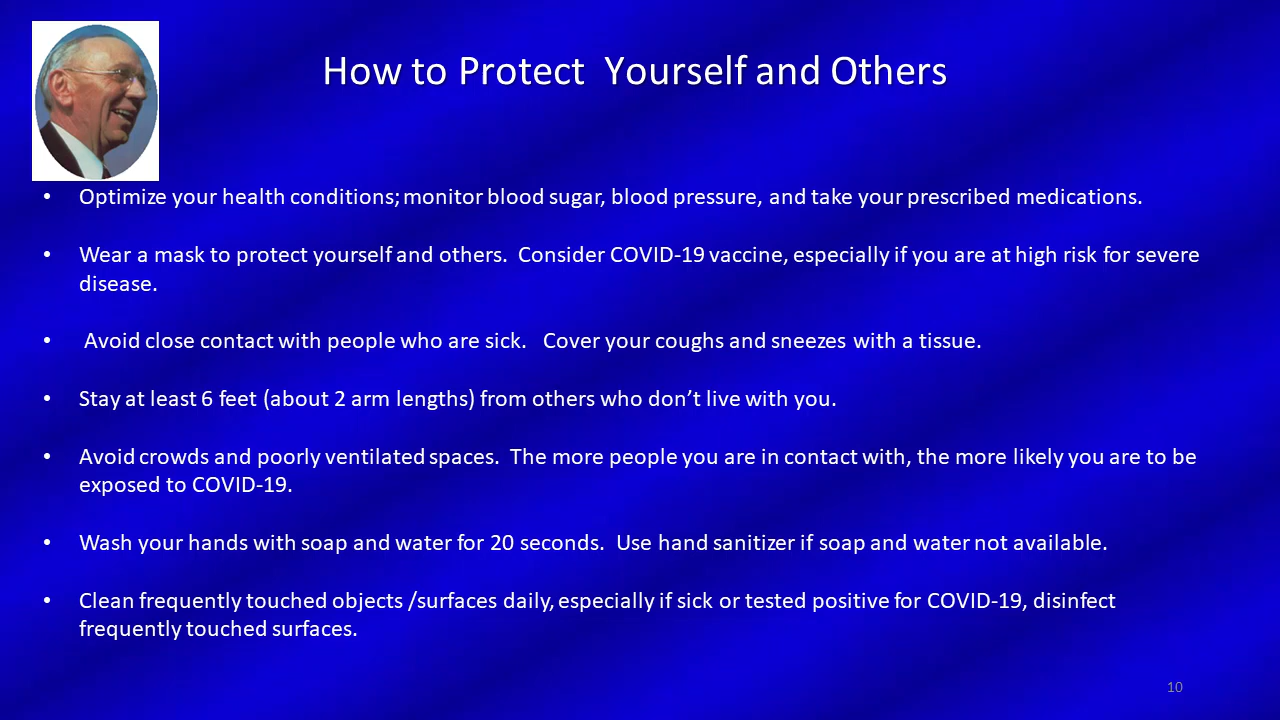 How to Protect  Yourself and Others
• Optimize your health conditions; monitor blood sugar, blood pressure, and take your prescribed medications.
• Wear a mask to protect yourself and others.  Consider COVID-19 vaccine, especially if you are at high risk for severe
disease.
• Avoid close contact with people who are sick.   Cover your coughs and sneezes with a tissue.
• Stay at least 6 feet (about 2 arm lengths) from others who don’t live with you.
• Avoid crowds and poorly ventilated spaces.  The more people you are in contact with, the more likely you are to be
exposed to COVID-19.
• Wash your hands with soap and water for 20 seconds.  Use hand sanitizer if soap and water not available.
• Clean frequently touched objects /surfaces daily, especially if sick or tested positive for COVID-19, disinfect
frequently touched surfaces.
10